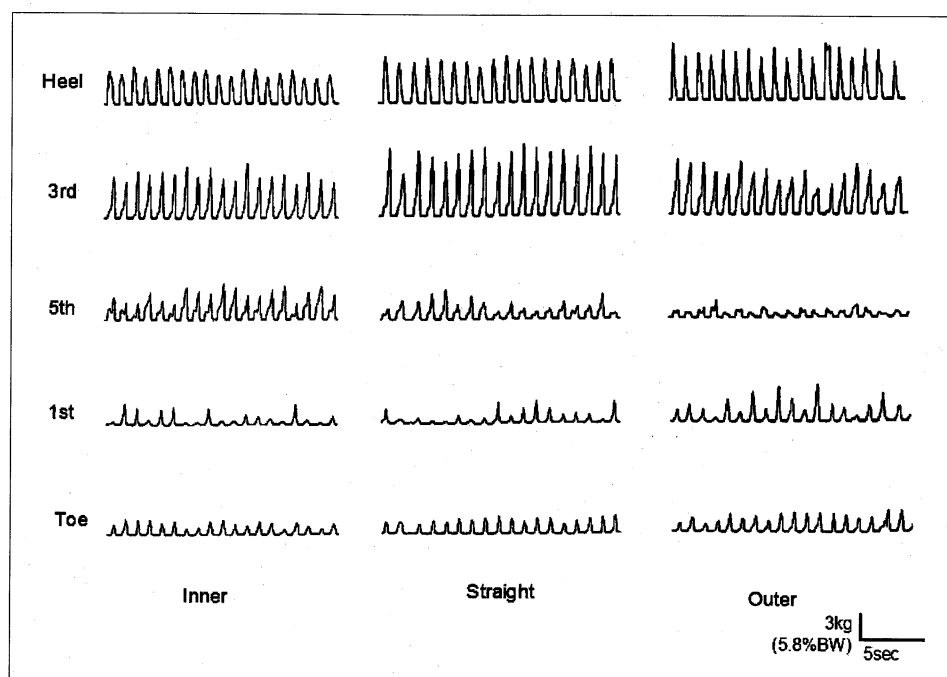 Heel
3rd
5th
1st
Toe
Inner Straight Outer
3kg
(5.8%BW)
5sec